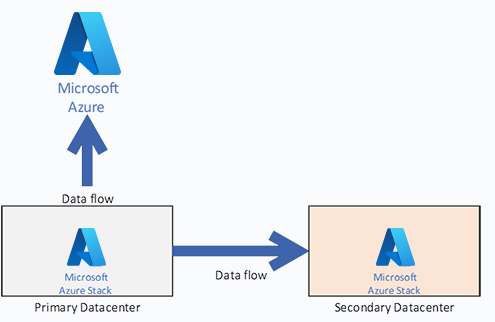 Microsoft
Azure
Data flow
Microsoft
Azure Stack
Data flow
Microsoft
Azure Stack
Primary Datacenter
Secondary Datacenter